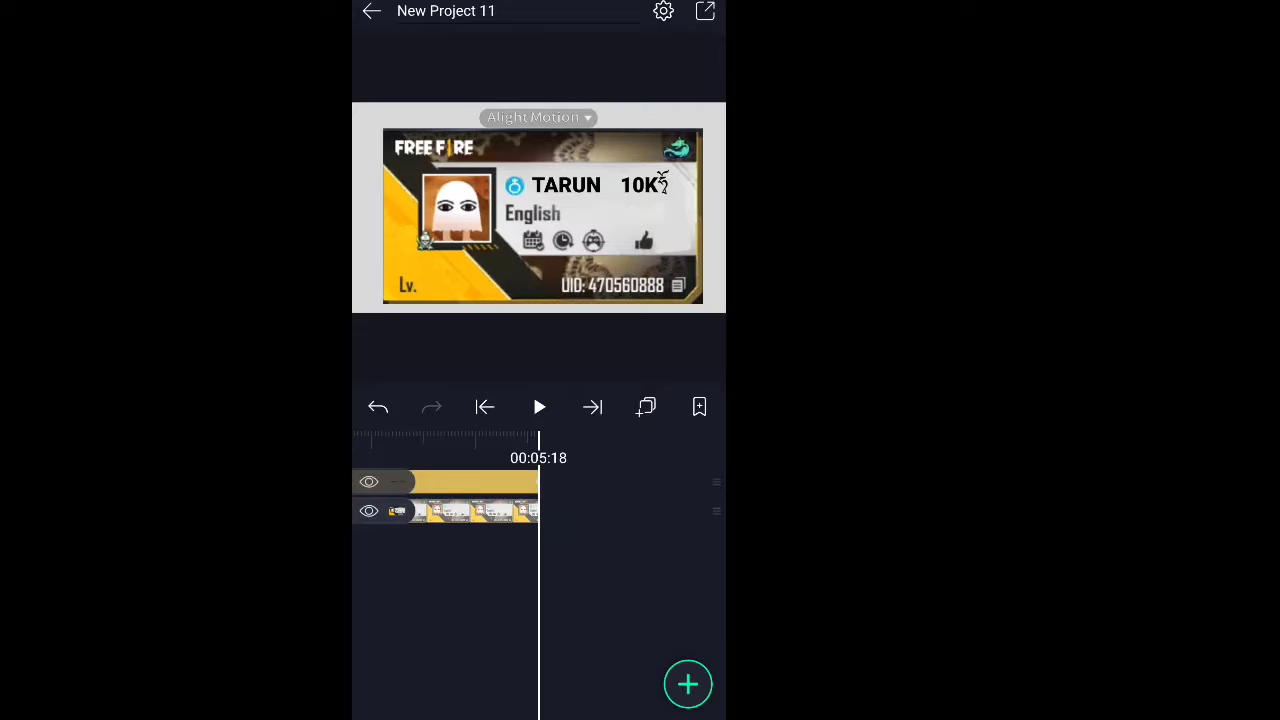 New Project 11
Alight Motion
FREE FIRE
TARUN 10K
English
Lv.
UID: 470560888
00:05:18